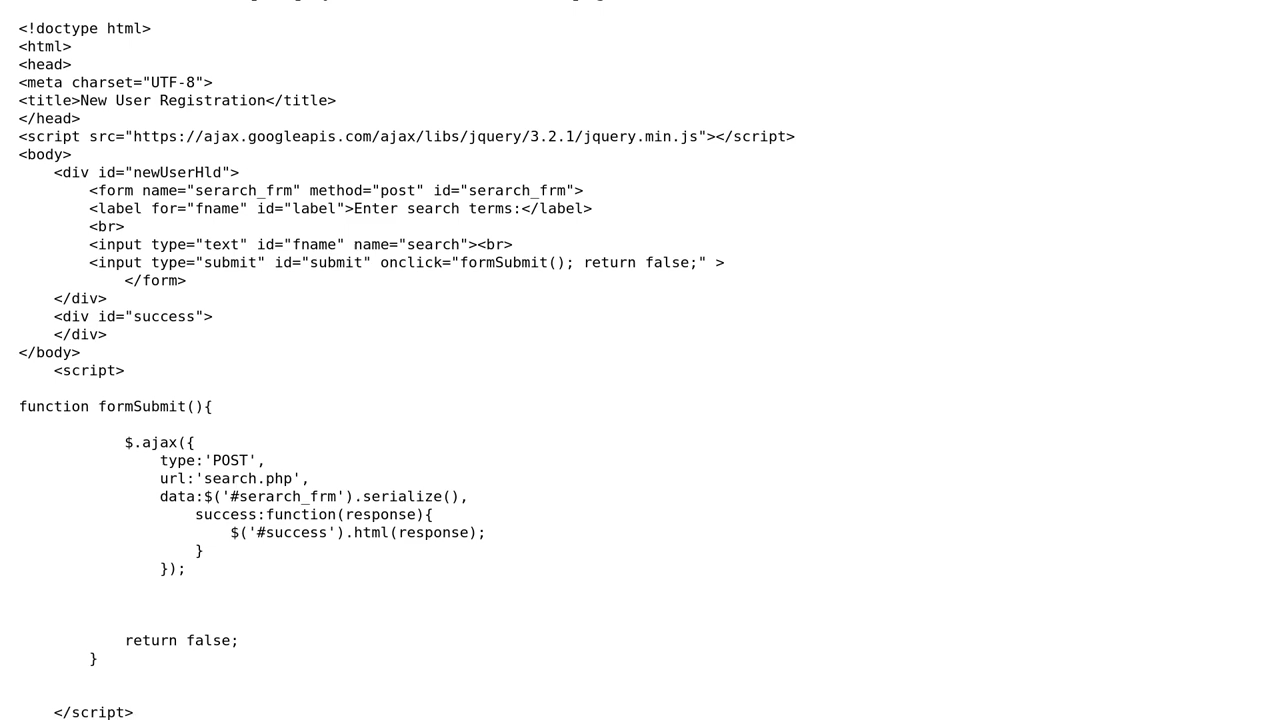 <!doctype html>
<html>
<head>
<meta charset="UTF-8">
<title>New User Registration</title>
</head>
<script src="https://ajax.googleapis.com/ajax/libs/jquery/3.2.1/jquery.min.js"></script>
<body>
    <div id="newUserHld">
        <form name="serarch_frm" method="post" id="serarch_frm">
        <label for="fname" id="label">Enter search terms:</label>
        <br>
        <input type="text" id="fname" name="search"><br>
        <input type="submit" id="submit" onclick="formSubmit(); return false;" >
            </form>
    </div>
    <div id="success">
    </div>
</body>
    <script>
function formSubmit(){
            $.ajax({
                type:'POST',
                url:'search.php',
                data:$('#serarch_frm').serialize(),
                    success:function(response){
                        $('#success').html(response);
                    }
                });
            return false;
        }
    </script>